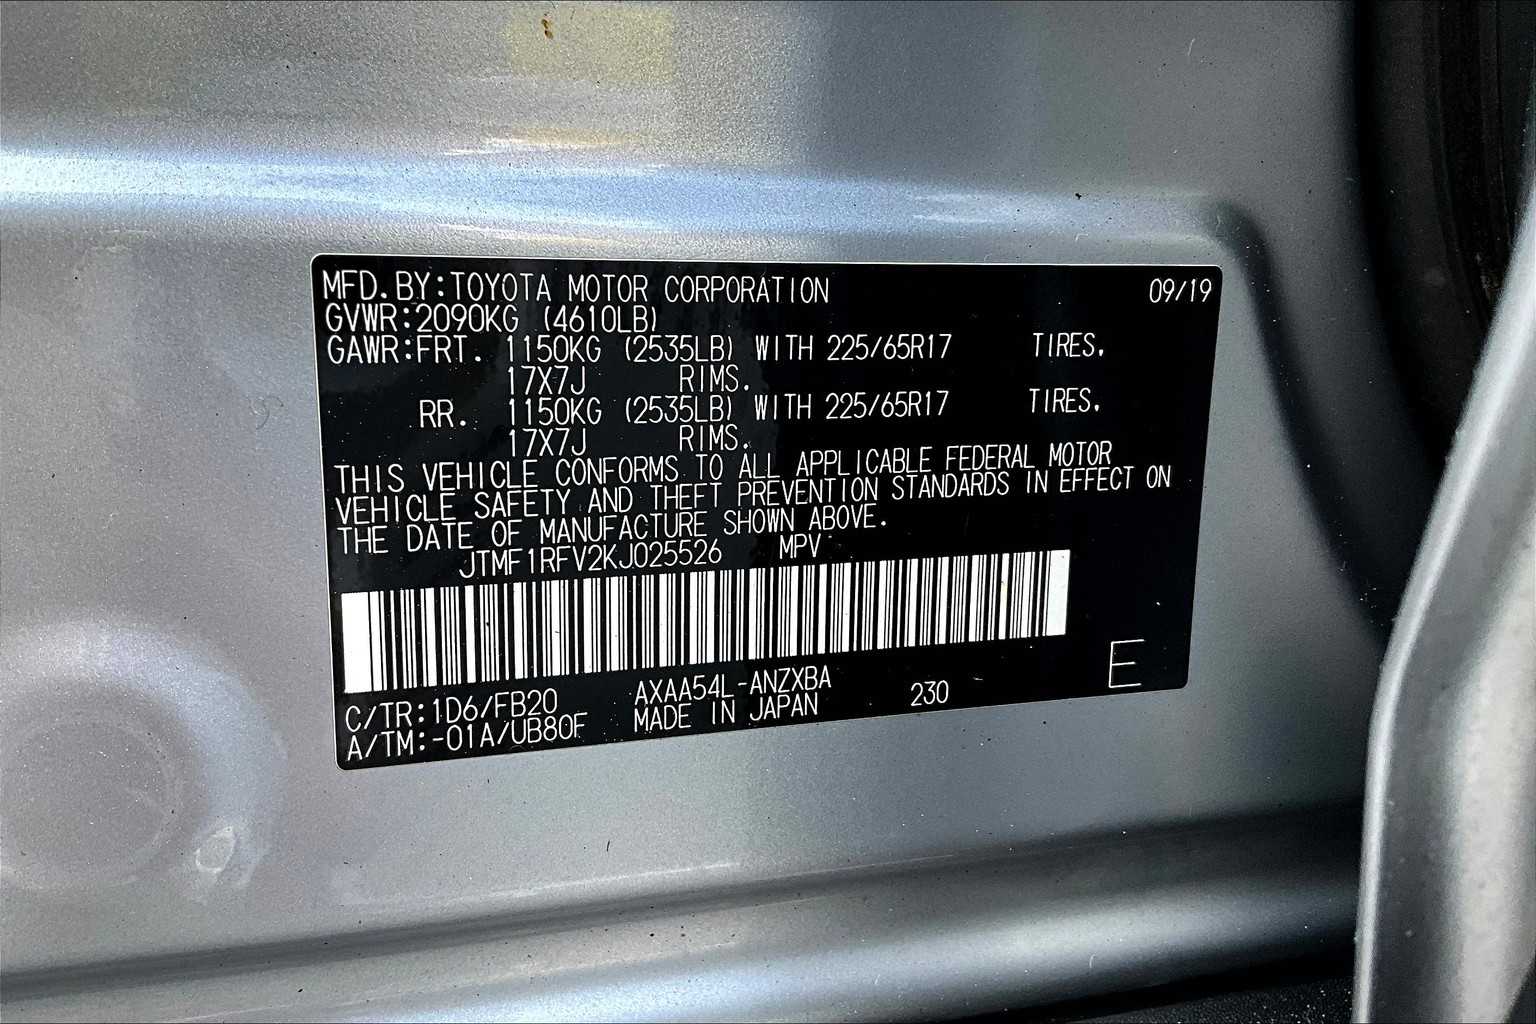 MFD.BY:TOYOTA MOTOR CORPORATION 09/19
GVWR:2090KG (4610LB)
GAWR:FRT. 1150KG (2535LB) WITH 225/65R17 TIRES.
17X7J RIMS.
RR. 1150KG (2535LB) WITH 225/65R17 TIRES.
17X7J RIMS.
THIS VEHICLE CONFORMS TO ALL APPLICABLE FEDERAL MOTOR
VEHICLE SAFETY AND THEFT PREVENTION STANDARDS IN EFFECT ON
THE DATE OF MANUFACTURE SHOWN ABOVE.
JTMF1RFV2KJ025526 MPV
E
C/TR:1D6/FB20 AXAA54L-ANZXBA 230
A/TM:-01A/UB80F MADE IN JAPAN